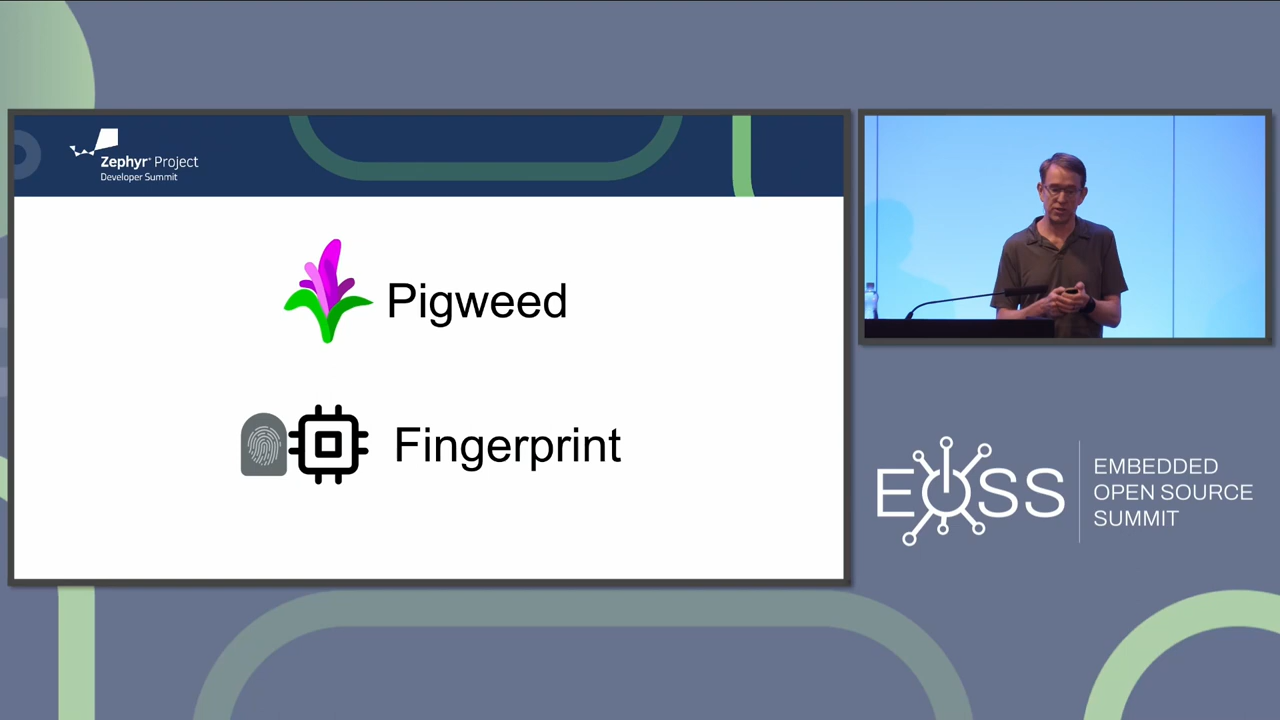 Zephyr® Project
Developer Summit
Pigweed
Fingerprint
EOSS
EMBEDDED
OPEN SOURCE
SUMMIT